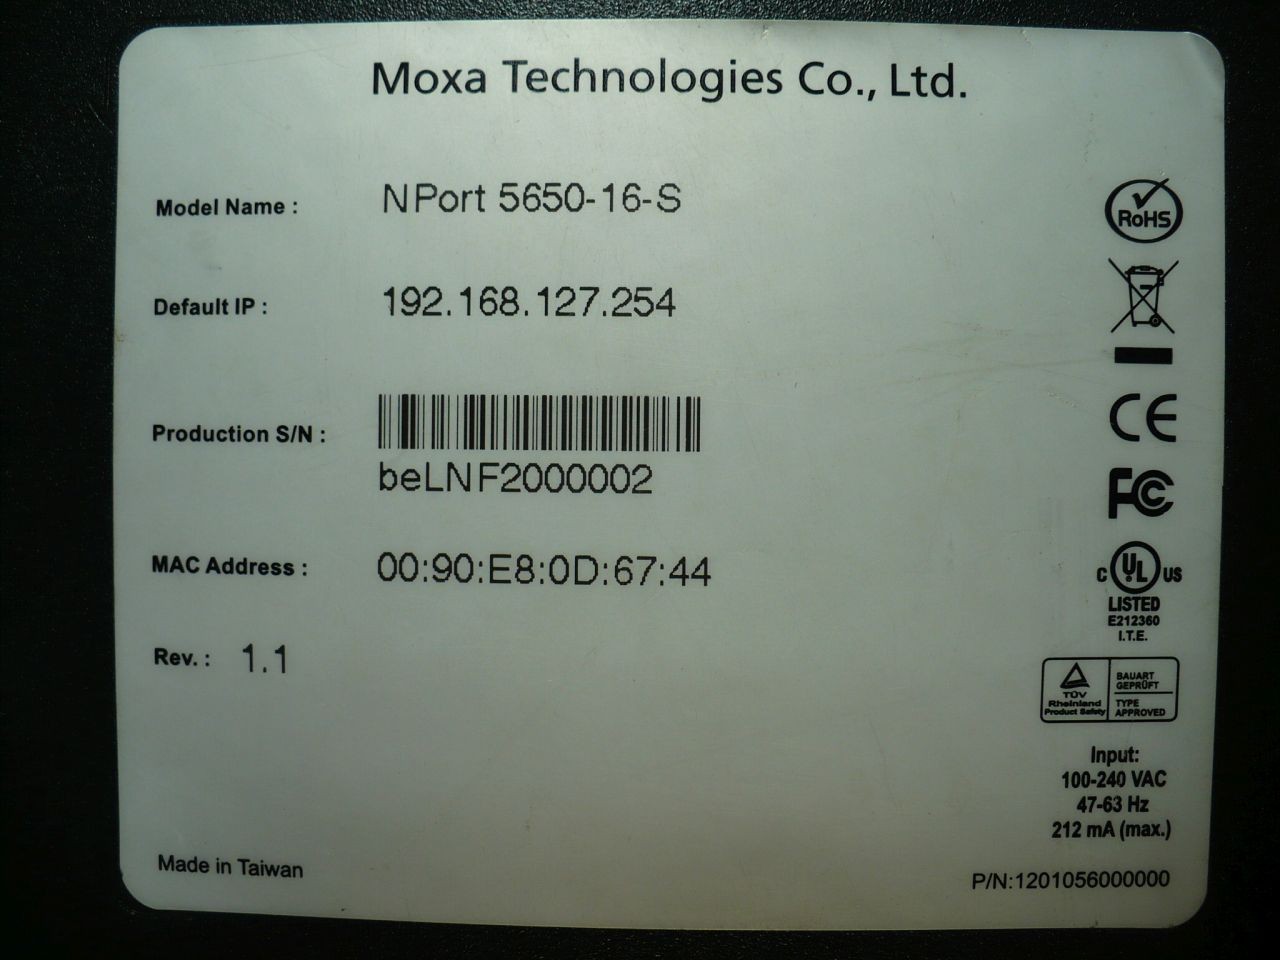 Moxa Technologies Co., Ltd.
Model Name : NPort 5650-16-S
RoHS
Default IP : 192.168.127.254
Production S/N :
beLNF2000002
CE
FC
MAC Address : 00:90:E8:0D:67:44
C UL US
LISTED
E212360
I.T.E.
Rev. : 1.1
TÜV
Rheinland
Product Safety
BAUART
GEPRÜFT
TYPE
APPROVED
Input:
100-240 VAC
47-63 Hz
212 mA (max.)
Made in Taiwan
P/N:1201056000000